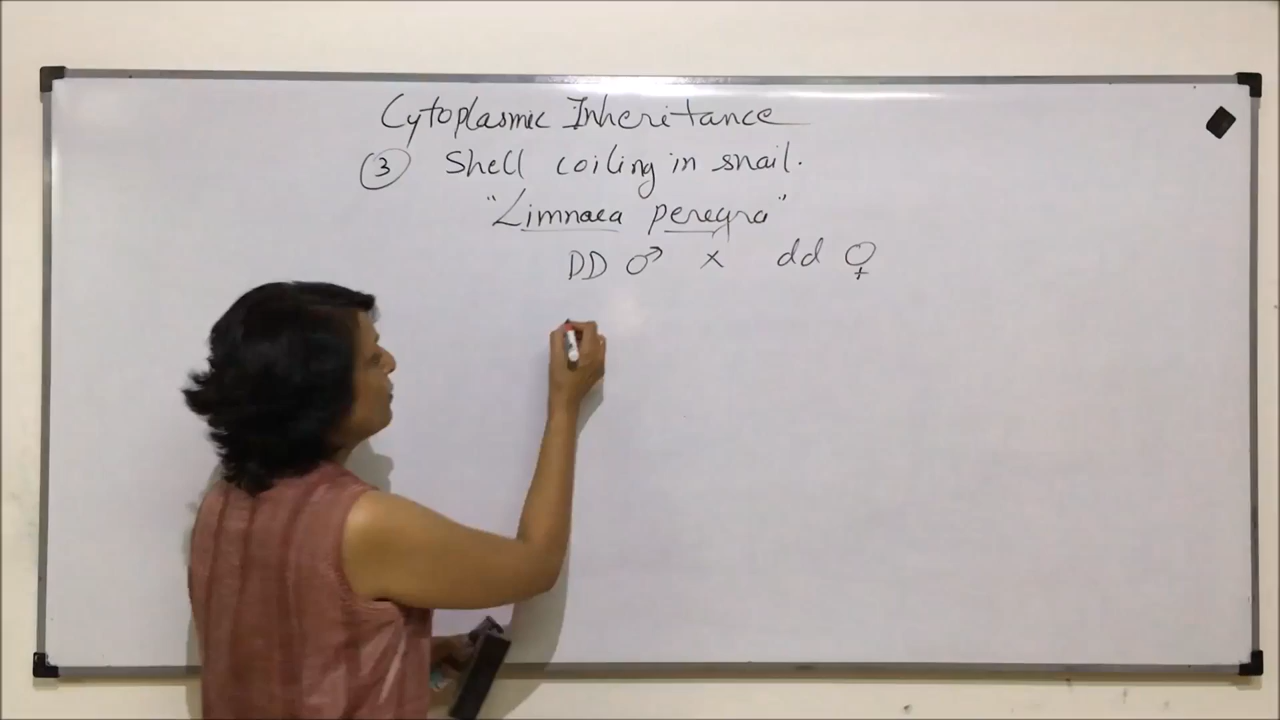 Cytoplasmic Inheritance
③ Shell coiling in snail.
"Limnaea peregra"
DD ♂ × dd ♀